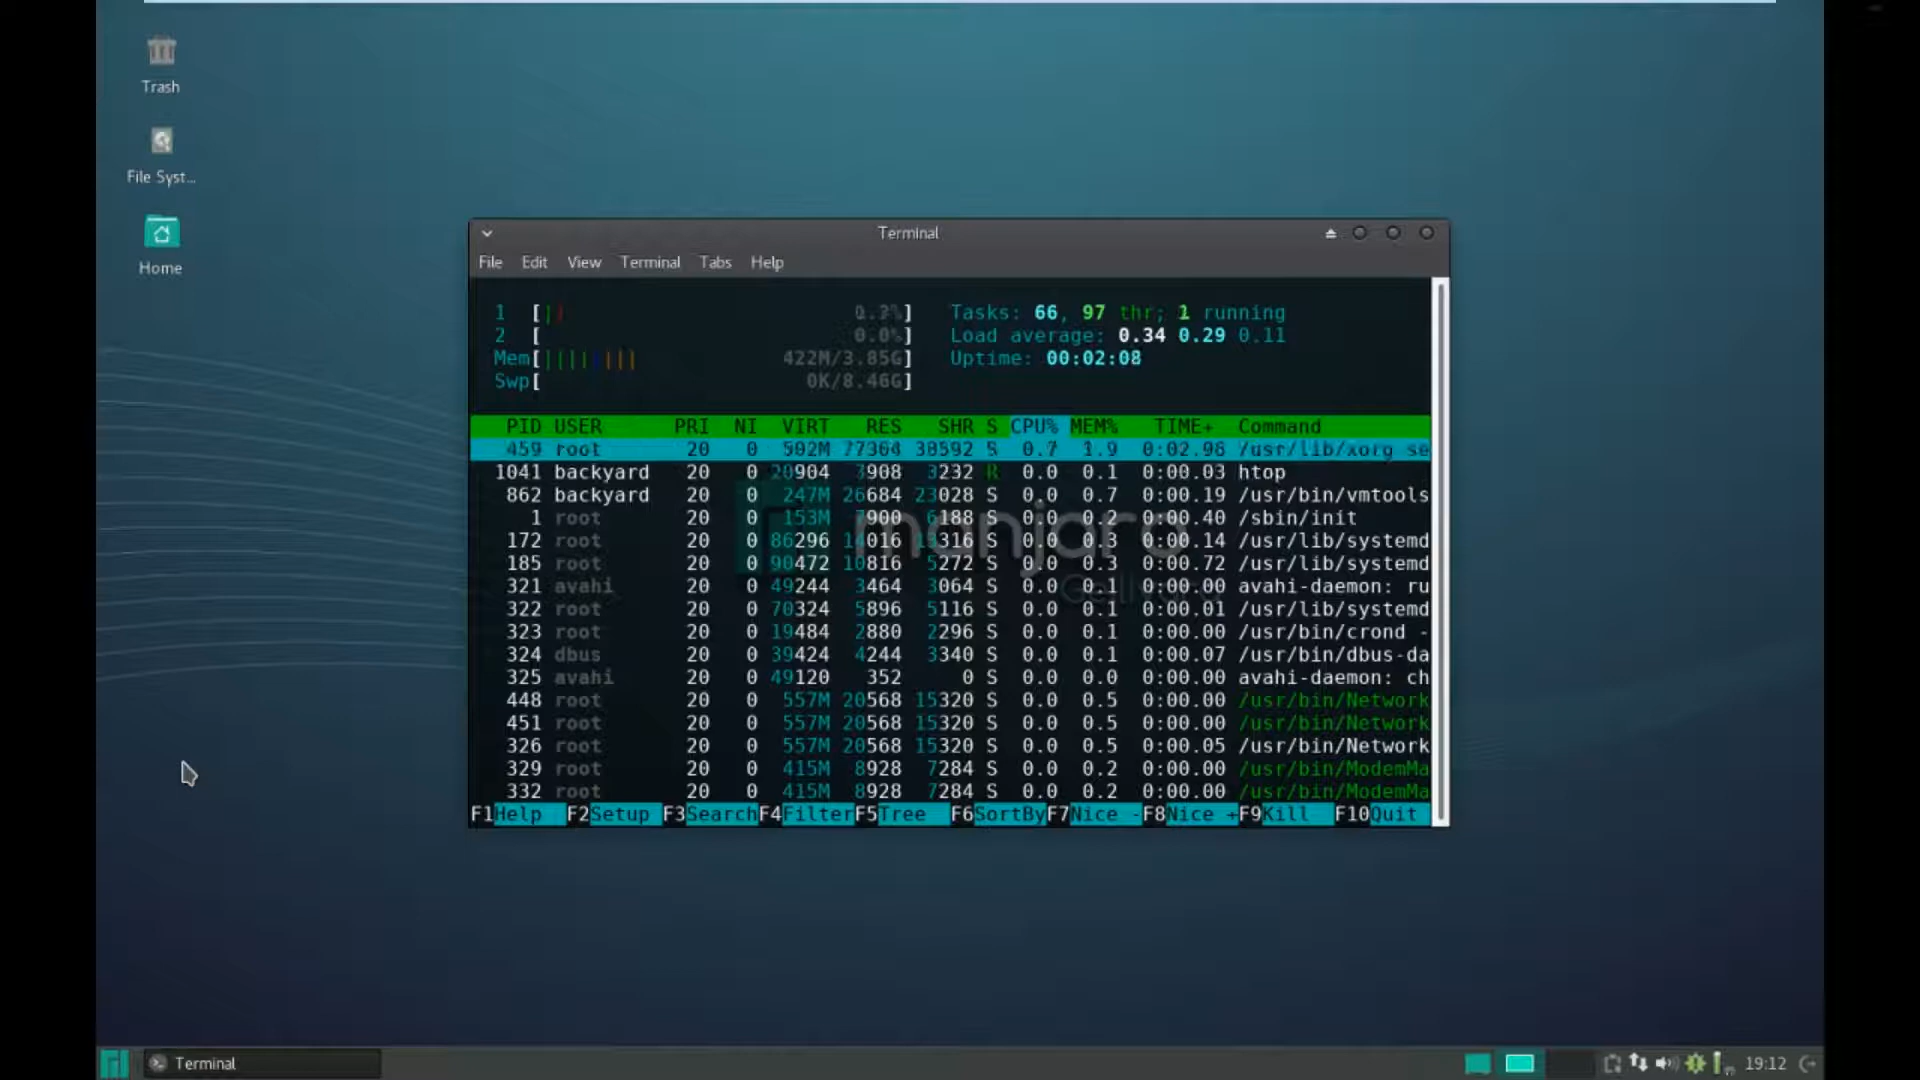 Trash
File Syst...
Home
Terminal
File Edit View Terminal Tabs Help
1 [|| ]
2 [ 0.0%]
Mem[|||||||| 422M/3.85G]
Swp[ 0K/8.46G]
Tasks: 66, 97 thr; 1 running
Load average: 0.34 0.29 0.11
Uptime: 00:02:08
PID USER PRI NI VIRT RES SHR S CPU% MEM% TIME+ Command
459 root 20 0 502M 77304 38592 S 0.7 1.9 0:02.98 /usr/lib/xorg se
1041 backyard 20 0 20904 3908 3232 R 0.0 0.1 0:00.03 htop
862 backyard 20 0 247M 26684 23028 S 0.0 0.7 0:00.19 /usr/bin/vmtools
1 root 20 0 153M 7900 6188 S 0.0 0.2 0:00.40 /sbin/init
172 root 20 0 86296 14016 13316 S 0.0 0.3 0:00.14 /usr/lib/systemd
185 root 20 0 90472 10816 5272 S 0.0 0.3 0:00.72 /usr/lib/systemd
321 avahi 20 0 49244 3464 3064 S 0.0 0.1 0:00.00 avahi-daemon: ru
322 root 20 0 70324 5896 5116 S 0.0 0.1 0:00.01 /usr/lib/systemd
323 root 20 0 19484 2880 2296 S 0.0 0.1 0:00.00 /usr/bin/crond -
324 dbus 20 0 39424 4244 3340 S 0.0 0.1 0:00.07 /usr/bin/dbus-da
325 avahi 20 0 49120 352 0 S 0.0 0.0 0:00.00 avahi-daemon: ch
448 root 20 0 557M 20568 15320 S 0.0 0.5 0:00.00 /usr/bin/Network
451 root 20 0 557M 20568 15320 S 0.0 0.5 0:00.00 /usr/bin/Network
326 root 20 0 557M 20568 15320 S 0.0 0.5 0:00.05 /usr/bin/Network
329 root 20 0 415M 8928 7284 S 0.0 0.2 0:00.00 /usr/bin/ModemMa
332 root 20 0 415M 8928 7284 S 0.0 0.2 0:00.00 /usr/bin/ModemMa
F1Help F2Setup F3SearchF4FilterF5Tree F6SortByF7Nice -F8Nice +F9Kill F10Quit
manjaro
Terminal
19:12